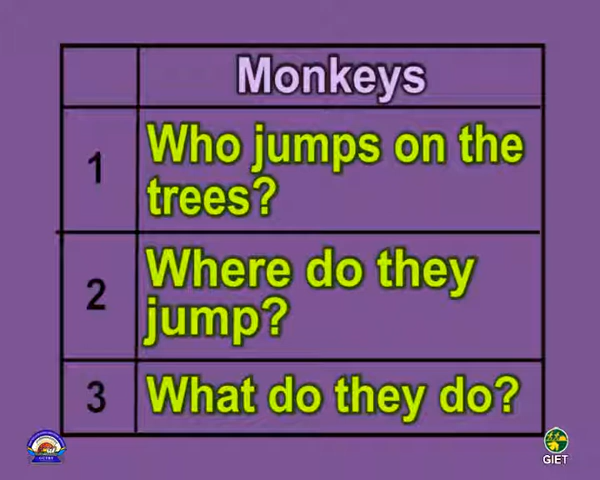 Monkeys
1 Who jumps on the
trees?
2 Where do they
jump?
3 What do they do?
GIET